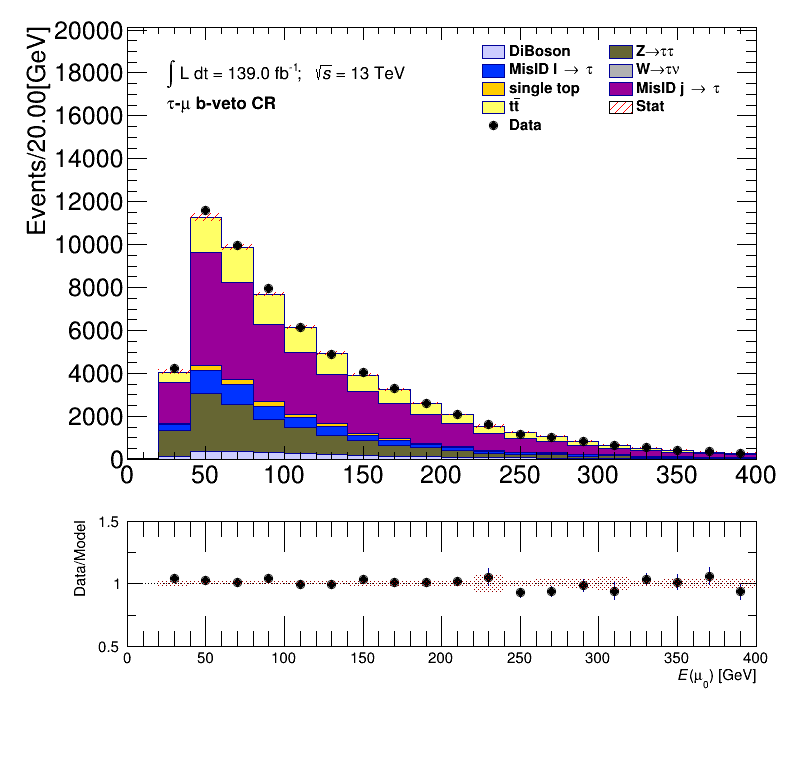 Events/20.00[GeV]
20000
18000
16000
14000
12000
10000
8000
6000
4000
2000
0
∫ L dt = 139.0 fb⁻¹; √s = 13 TeV
τ-μ b-veto CR
DiBoson
MisID l → τ
single top
tt̄
Data
Z→ττ
W→τν
MisID j → τ
Stat
0 50 100 150 200 250 300 350 400
Data/Model
1.5
1
0.5
0 50 100 150 200 250 300 350 400
E(μ₀) [GeV]